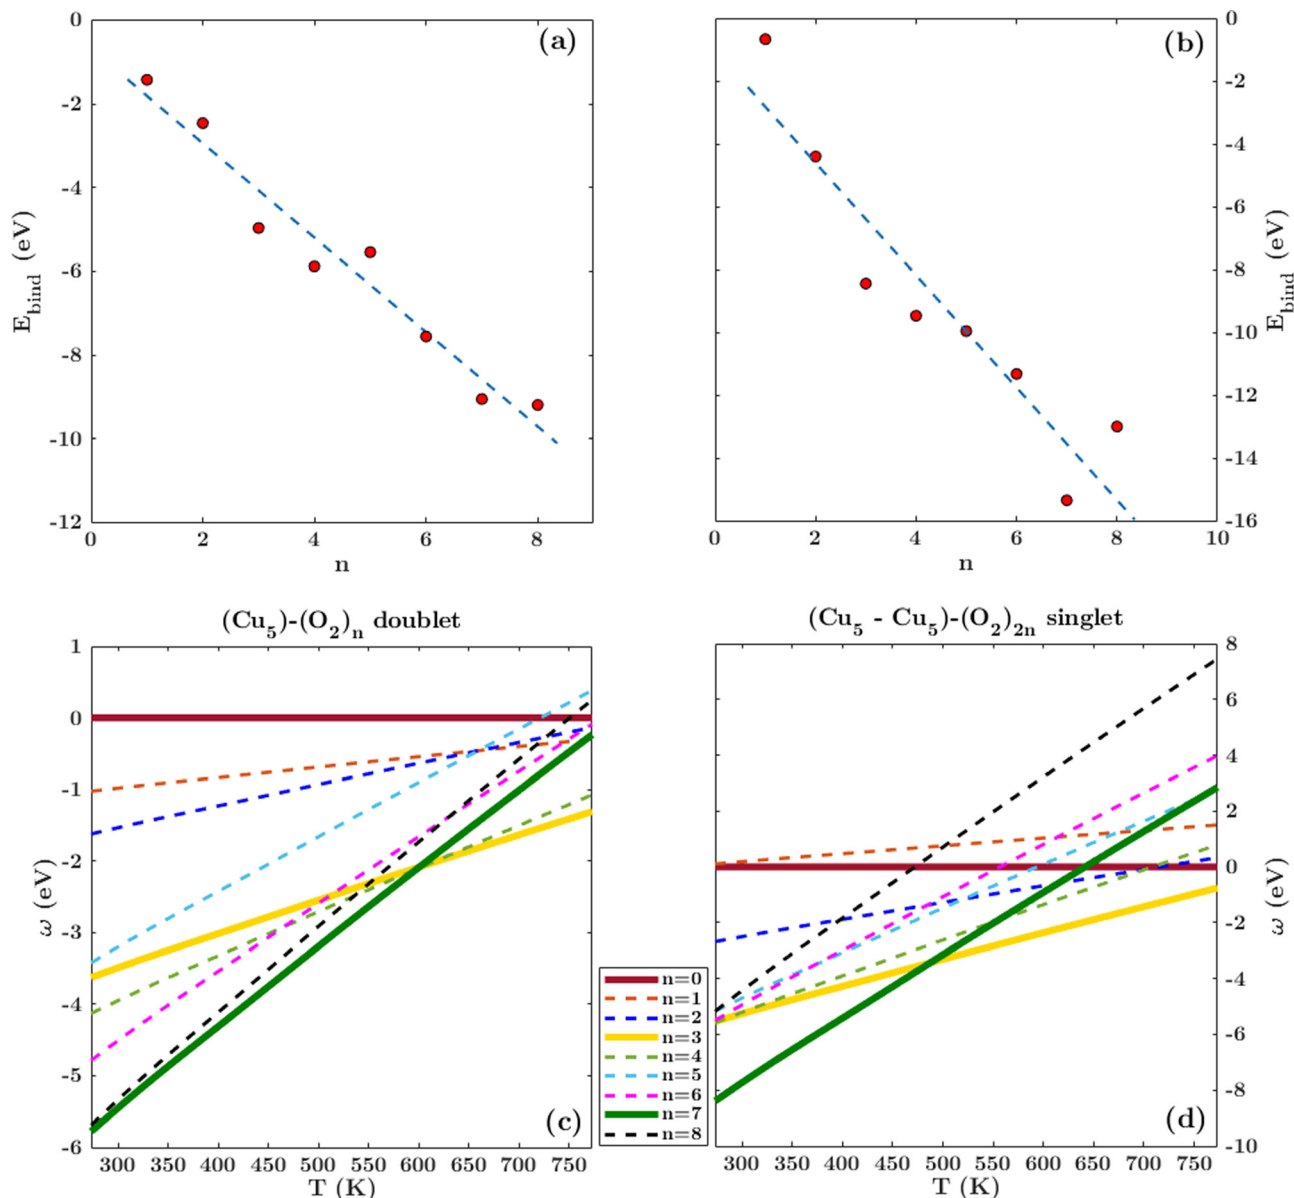 (a)
0
-2
-4
-6
-8
-10
-12
E_bind (eV)
0 2 4 6 8
n
(b)
0
-2
-4
-6
-8
-10
-12
-14
-16
E_bind (eV)
0 2 4 6 8 10
n
(Cu₅)-(O₂)ₙ doublet
1
0
-1
-2
-3
-4
-5
-6
ω (eV)
(c)
300 350 400 450 500 550 600 650 700 750
T (K)
n=0
n=1
n=2
n=3
n=4
n=5
n=6
n=7
n=8
(Cu₅ - Cu₅)-(O₂)₂ₙ singlet
8
6
4
2
0
-2
-4
-6
-8
-10
ω (eV)
(d)
300 350 400 450 500 550 600 650 700 750
T (K)